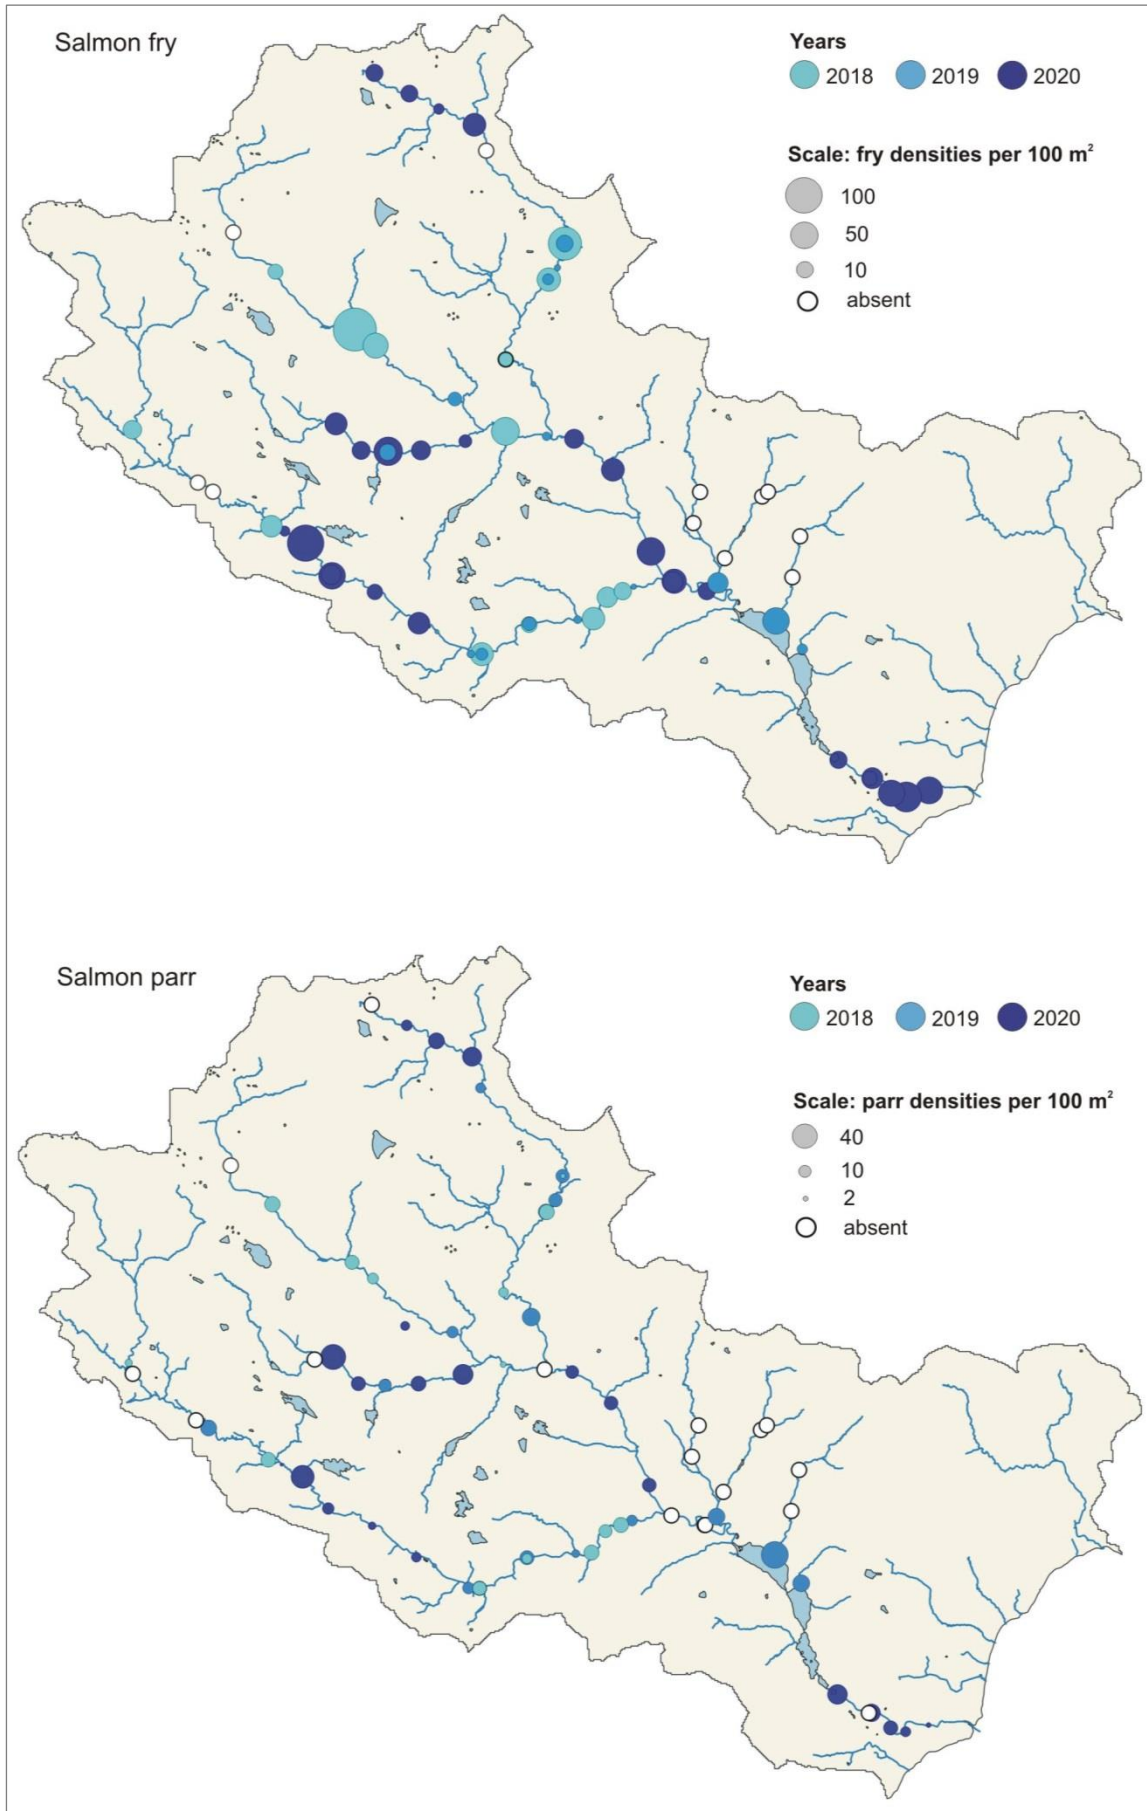 Salmon fry
Years
2018 2019 2020
Scale: fry densities per 100 m²
100
50
10
absent
Salmon parr
Years
2018 2019 2020
Scale: parr densities per 100 m²
40
10
2
absent